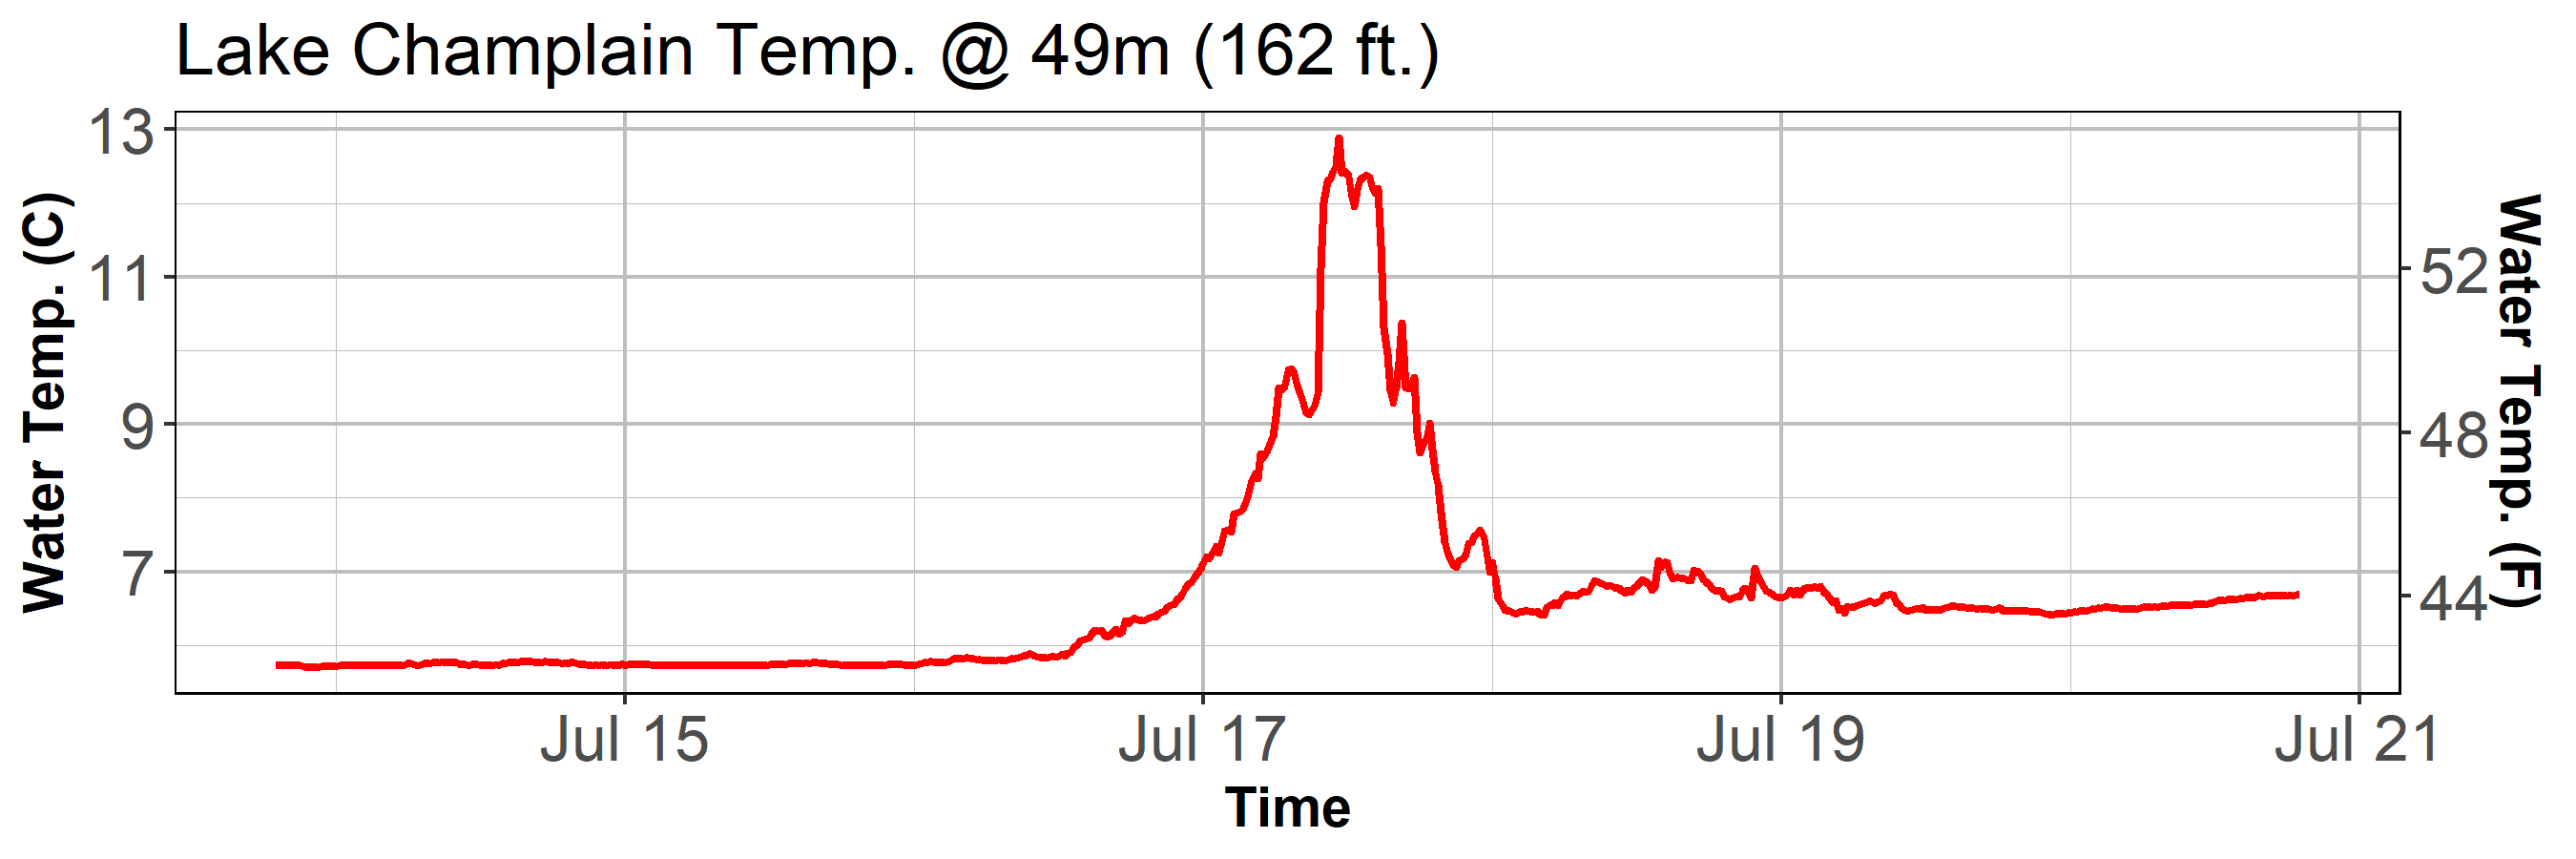 Lake Champlain Temp. @ 49m (162 ft.)
Water Temp. (C)
13
11
9
7
52
48
44
Water Temp. (F)
Jul 15
Jul 17
Jul 19
Jul 21
Time